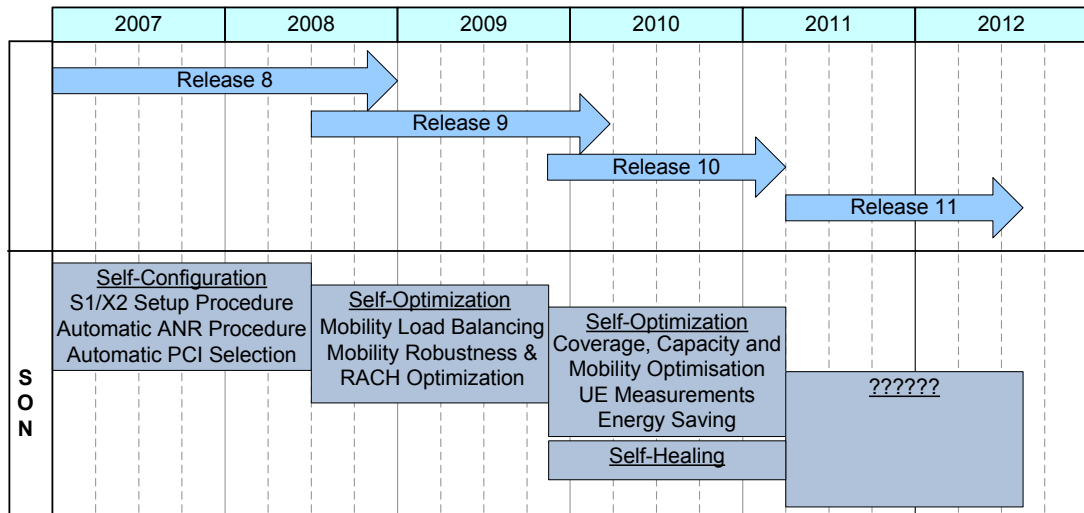 2007 2008 2009 2010 2011 2012
Release 8
Release 9
Release 10
Release 11
SON
Self-Configuration
S1/X2 Setup Procedure
Automatic ANR Procedure
Automatic PCI Selection
Self-Optimization
Mobility Load Balancing
Mobility Robustness &
RACH Optimization
Self-Optimization
Coverage, Capacity and
Mobility Optimisation
UE Measurements
Energy Saving
Self-Healing
??????